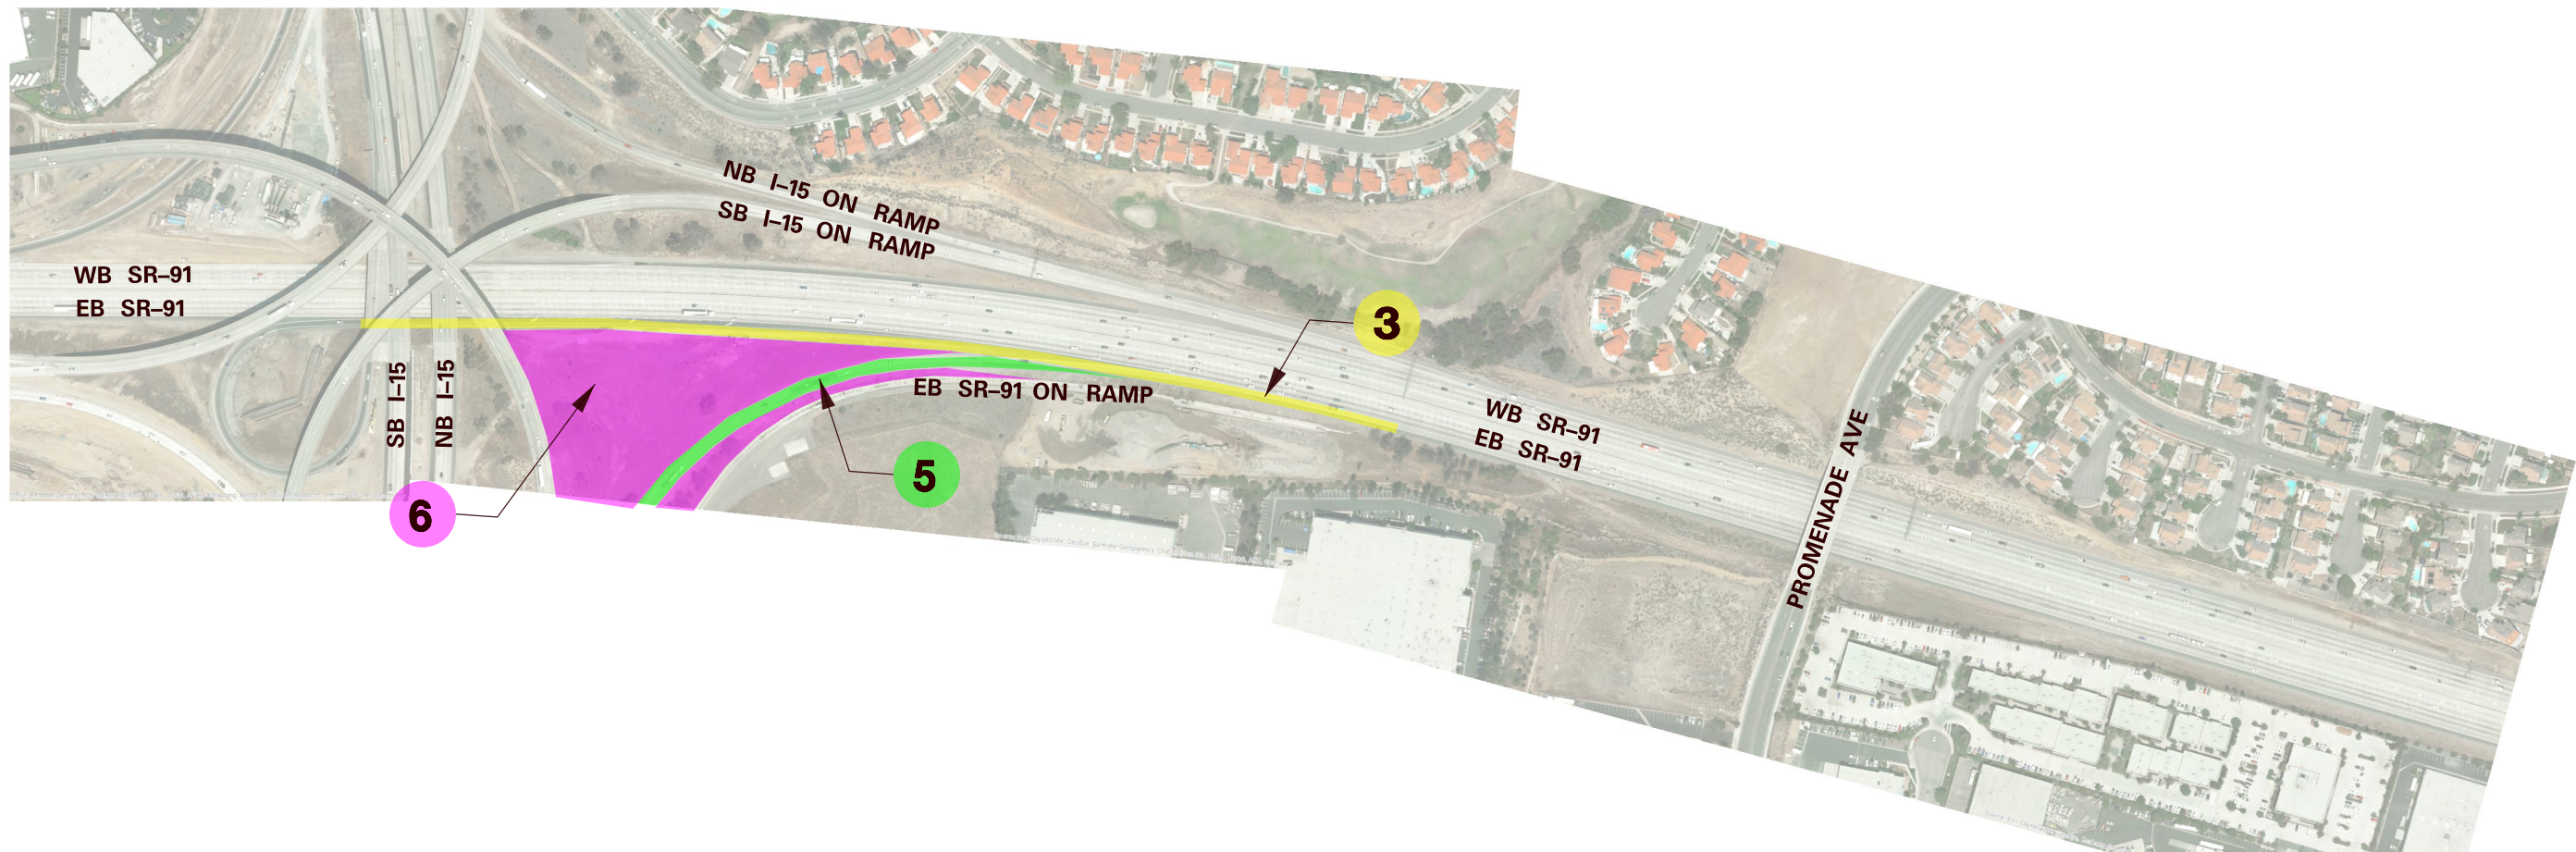 NB I–15 ON RAMP
SB I–15 ON RAMP
WB SR–91
EB SR–91
3
SB I–15
NB I–15
EB SR–91 ON RAMP
WB SR–91
EB SR–91
PROMENADE AVE
5
6